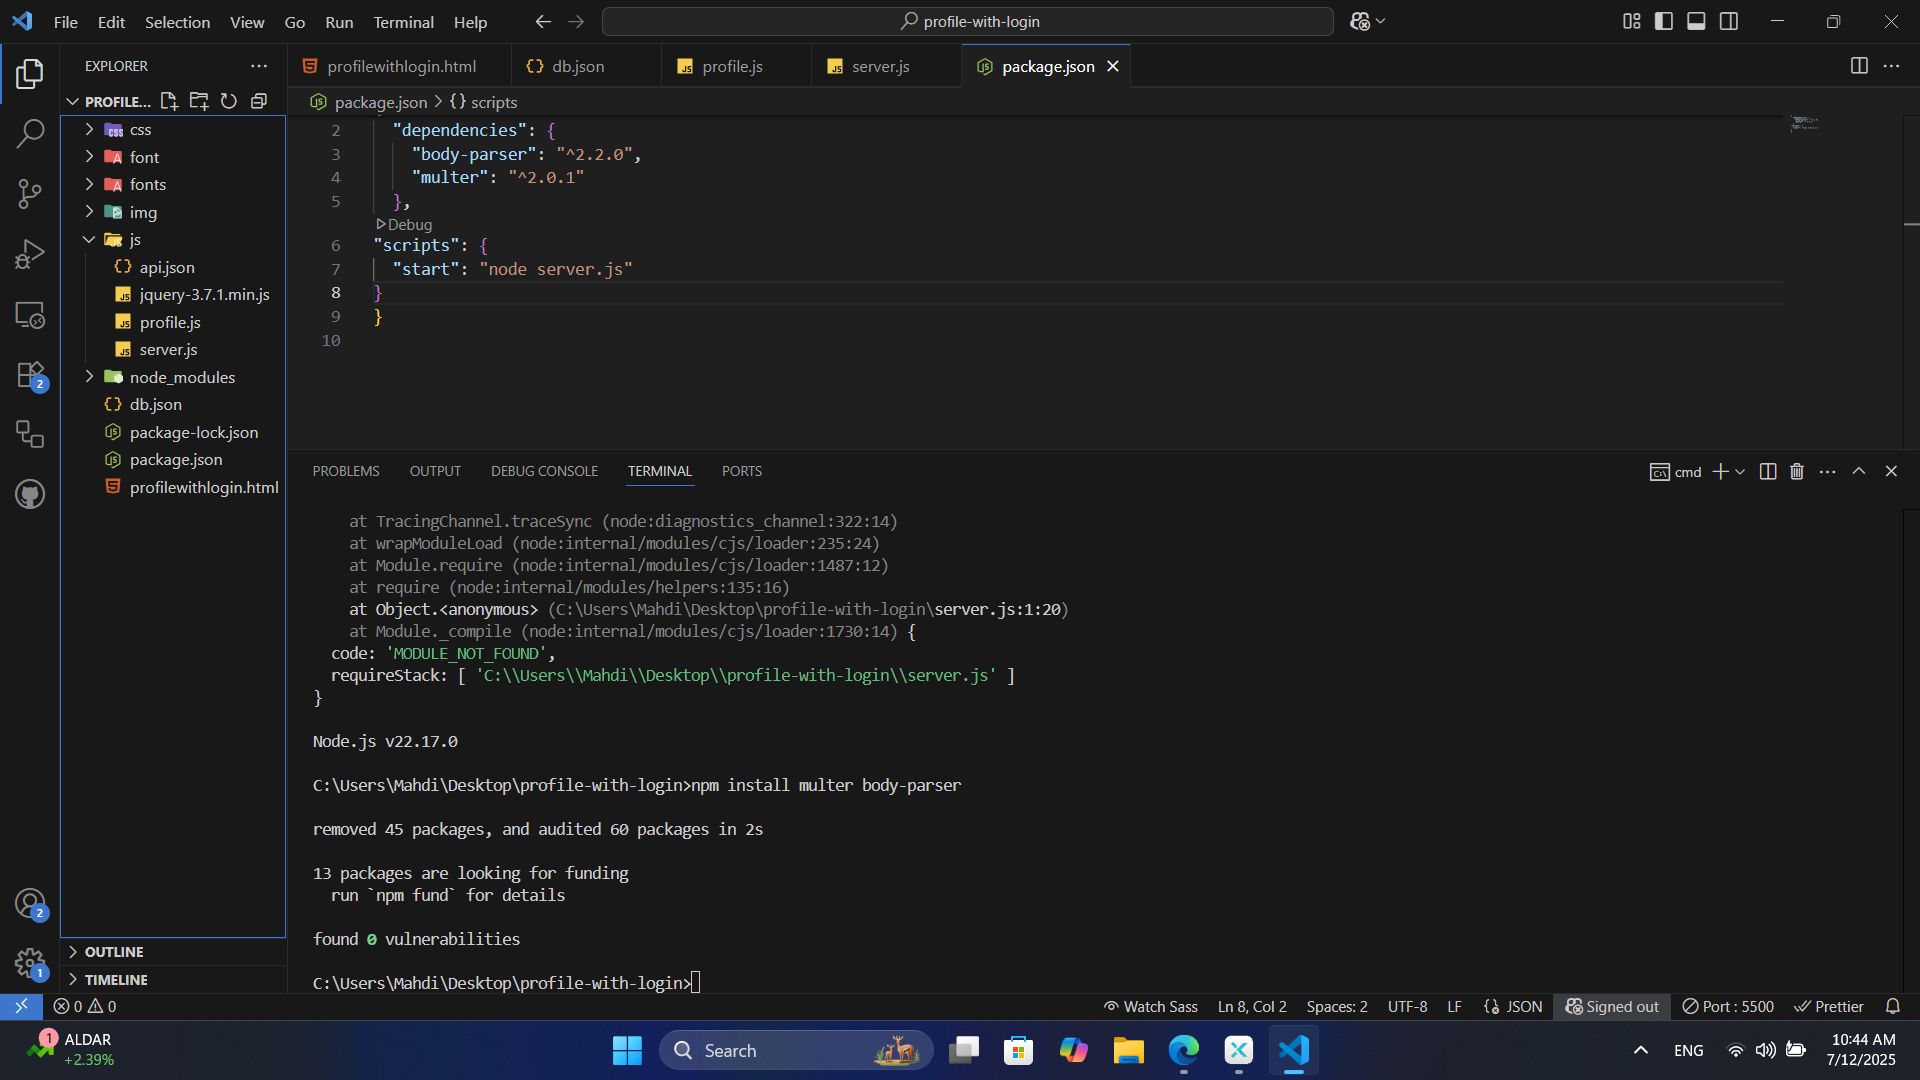 File Edit Selection View Go Run Terminal Help
profile-with-login
EXPLORER
PROFILE...
css
font
fonts
img
js
api.json
jquery-3.7.1.min.js
profile.js
server.js
node_modules
db.json
package-lock.json
package.json
profilewithlogin.html
OUTLINE
TIMELINE
profilewithlogin.html db.json profile.js server.js package.json
package.json > {} scripts
2 "dependencies": {
3 "body-parser": "^2.2.0",
4 "multer": "^2.0.1"
5 },
Debug
6 "scripts": {
7 "start": "node server.js"
8 }
9 }
10
PROBLEMS OUTPUT DEBUG CONSOLE TERMINAL PORTS
cmd
at TracingChannel.traceSync (node:diagnostics_channel:322:14)
at wrapModuleLoad (node:internal/modules/cjs/loader:235:24)
at Module.require (node:internal/modules/cjs/loader:1487:12)
at require (node:internal/modules/helpers:135:16)
at Object.<anonymous> (C:\Users\Mahdi\Desktop\profile-with-login\server.js:1:20)
at Module._compile (node:internal/modules/cjs/loader:1730:14) {
code: 'MODULE_NOT_FOUND',
requireStack: [ 'C:\\Users\\Mahdi\\Desktop\\profile-with-login\\server.js' ]
}
Node.js v22.17.0
C:\Users\Mahdi\Desktop\profile-with-login>npm install multer body-parser
removed 45 packages, and audited 60 packages in 2s
13 packages are looking for funding
run `npm fund` for details
found 0 vulnerabilities
C:\Users\Mahdi\Desktop\profile-with-login>
2
2
1
0 0
Watch Sass Ln 8, Col 2 Spaces: 2 UTF-8 LF {} JSON Signed out Port : 5500 Prettier
1
ALDAR
+2.39%
Search
ENG
10:44 AM
7/12/2025